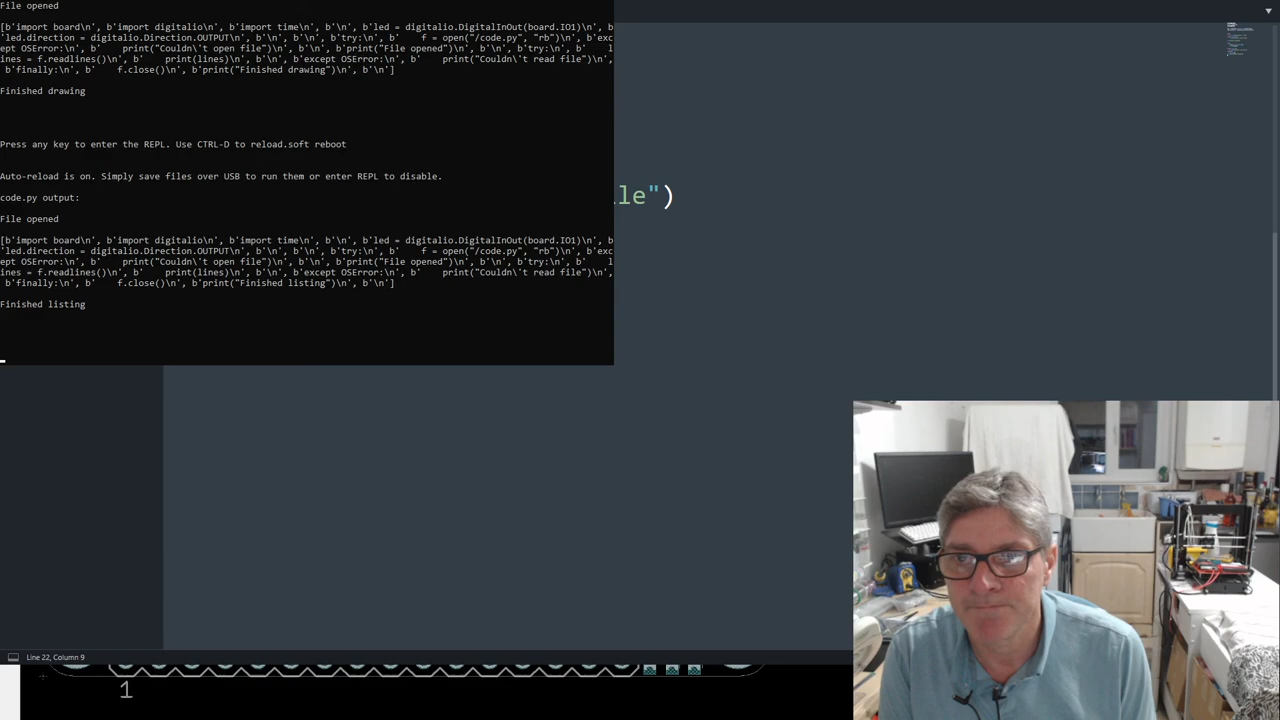 File opened
[b'import board\n', b'import digitalio\n', b'import time\n', b'\n', b'led = digitalio.DigitalInOut(board.IO1)\n', b
'led.direction = digitalio.Direction.OUTPUT\n', b'\n', b'try:\n', b'    f = open("/code.py", "rb")\n', b'exc
ept OSError:\n', b'    print("Couldn\'t open file")\n', b'\n', b'print("File opened")\n', b'\n', b'try:\n', b'    l
ines = f.readlines()\n', b'    print(lines)\n', b'\n', b'except OSError:\n', b'    print("Couldn\'t read file")\n',
b'finally:\n', b'    f.close()\n', b'print("Finished drawing")\n', b'\n']
Finished drawing
Press any key to enter the REPL. Use CTRL-D to reload.soft reboot
Auto-reload is on. Simply save files over USB to run them or enter REPL to disable.
code.py output:
File opened
[b'import board\n', b'import digitalio\n', b'import time\n', b'\n', b'led = digitalio.DigitalInOut(board.IO1)\n', b
'led.direction = digitalio.Direction.OUTPUT\n', b'\n', b'try:\n', b'    f = open("/code.py", "rb")\n', b'exc
ept OSError:\n', b'    print("Couldn\'t open file")\n', b'\n', b'print("File opened")\n', b'\n', b'try:\n', b'    l
ines = f.readlines()\n', b'    print(lines)\n', b'\n', b'except OSError:\n', b'    print("Couldn\'t read file")\n',
b'finally:\n', b'    f.close()\n', b'print("Finished listing")\n', b'\n']
Finished listing
le")
Line 22, Column 9
1